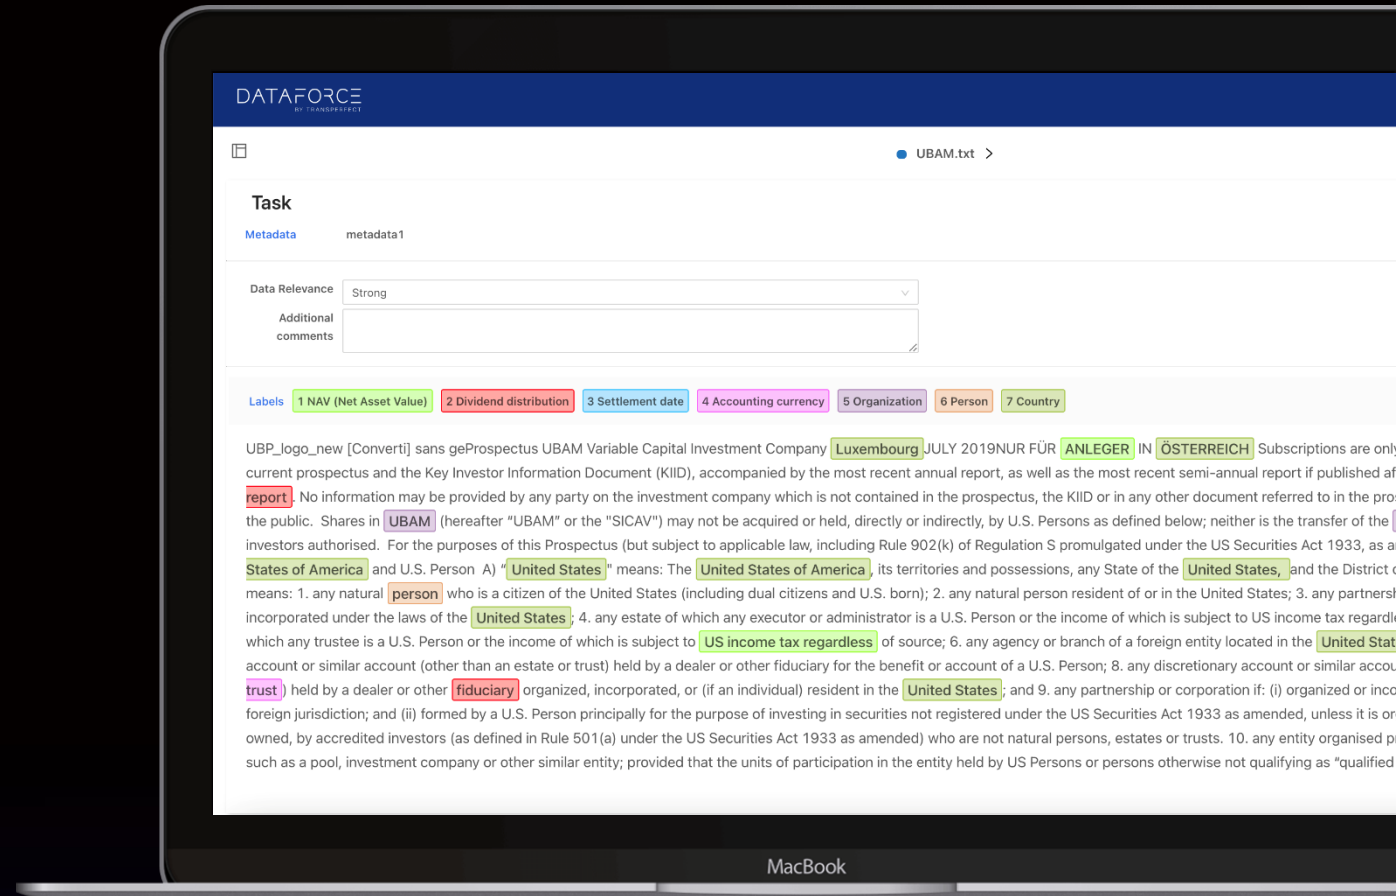 DATAFORCE
BY TRANSPERFECT
UBAM.txt
Task
Metadata metadata1
Data Relevance Strong
Additional
comments
Labels 1 NAV (Net Asset Value) 2 Dividend distribution 3 Settlement date 4 Accounting currency 5 Organization 6 Person 7 Country
UBP_logo_new [Converti] sans geProspectus UBAM Variable Capital Investment Company Luxembourg JULY 2019NUR FÜR ANLEGER IN ÖSTERREICH Subscriptions are only
current prospectus and the Key Investor Information Document (KIID), accompanied by the most recent annual report, as well as the most recent semi-annual report if published af
report. No information may be provided by any party on the investment company which is not contained in the prospectus, the KIID or in any other document referred to in the pros
the public. Shares in UBAM (hereafter “UBAM” or the "SICAV") may not be acquired or held, directly or indirectly, by U.S. Persons as defined below; neither is the transfer of the
investors authorised. For the purposes of this Prospectus (but subject to applicable law, including Rule 902(k) of Regulation S promulgated under the US Securities Act 1933, as a
States of America and U.S. Person A) “United States" means: The United States of America, its territories and possessions, any State of the United States, and the District
means: 1. any natural person who is a citizen of the United States (including dual citizens and U.S. born); 2. any natural person resident of or in the United States; 3. any partnersh
incorporated under the laws of the United States; 4. any estate of which any executor or administrator is a U.S. Person or the income of which is subject to US income tax regardle
which any trustee is a U.S. Person or the income of which is subject to US income tax regardless of source; 6. any agency or branch of a foreign entity located in the United Stat
account or similar account (other than an estate or trust) held by a dealer or other fiduciary for the benefit or account of a U.S. Person; 8. any discretionary account or similar accou
trust) held by a dealer or other fiduciary organized, incorporated, or (if an individual) resident in the United States; and 9. any partnership or corporation if: (i) organized or inco
foreign jurisdiction; and (ii) formed by a U.S. Person principally for the purpose of investing in securities not registered under the US Securities Act 1933 as amended, unless it is or
owned, by accredited investors (as defined in Rule 501(a) under the US Securities Act 1933 as amended) who are not natural persons, estates or trusts. 10. any entity organised p
such as a pool, investment company or other similar entity; provided that the units of participation in the entity held by US Persons or persons otherwise not qualifying as “qualified
MacBook